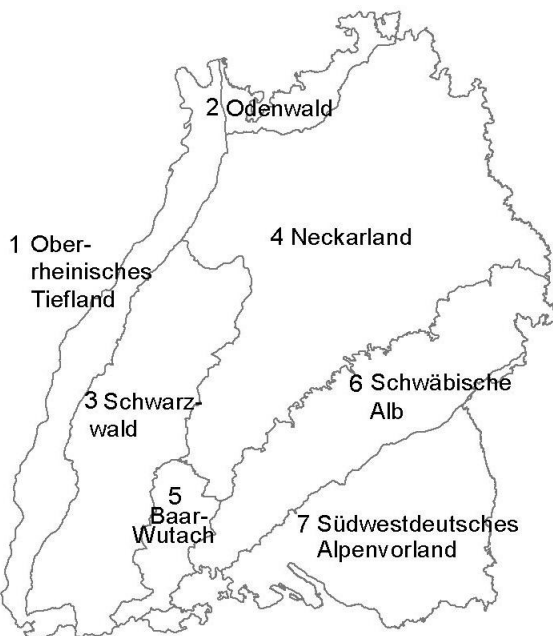 2 Odenwald
4 Neckarland
1 Ober-
rheinisches
Tiefland
6 Schwäbische
Alb
3 Schwarz-
wald
5
Baar-
Wutach
7 Südwestdeutsches
Alpenvorland